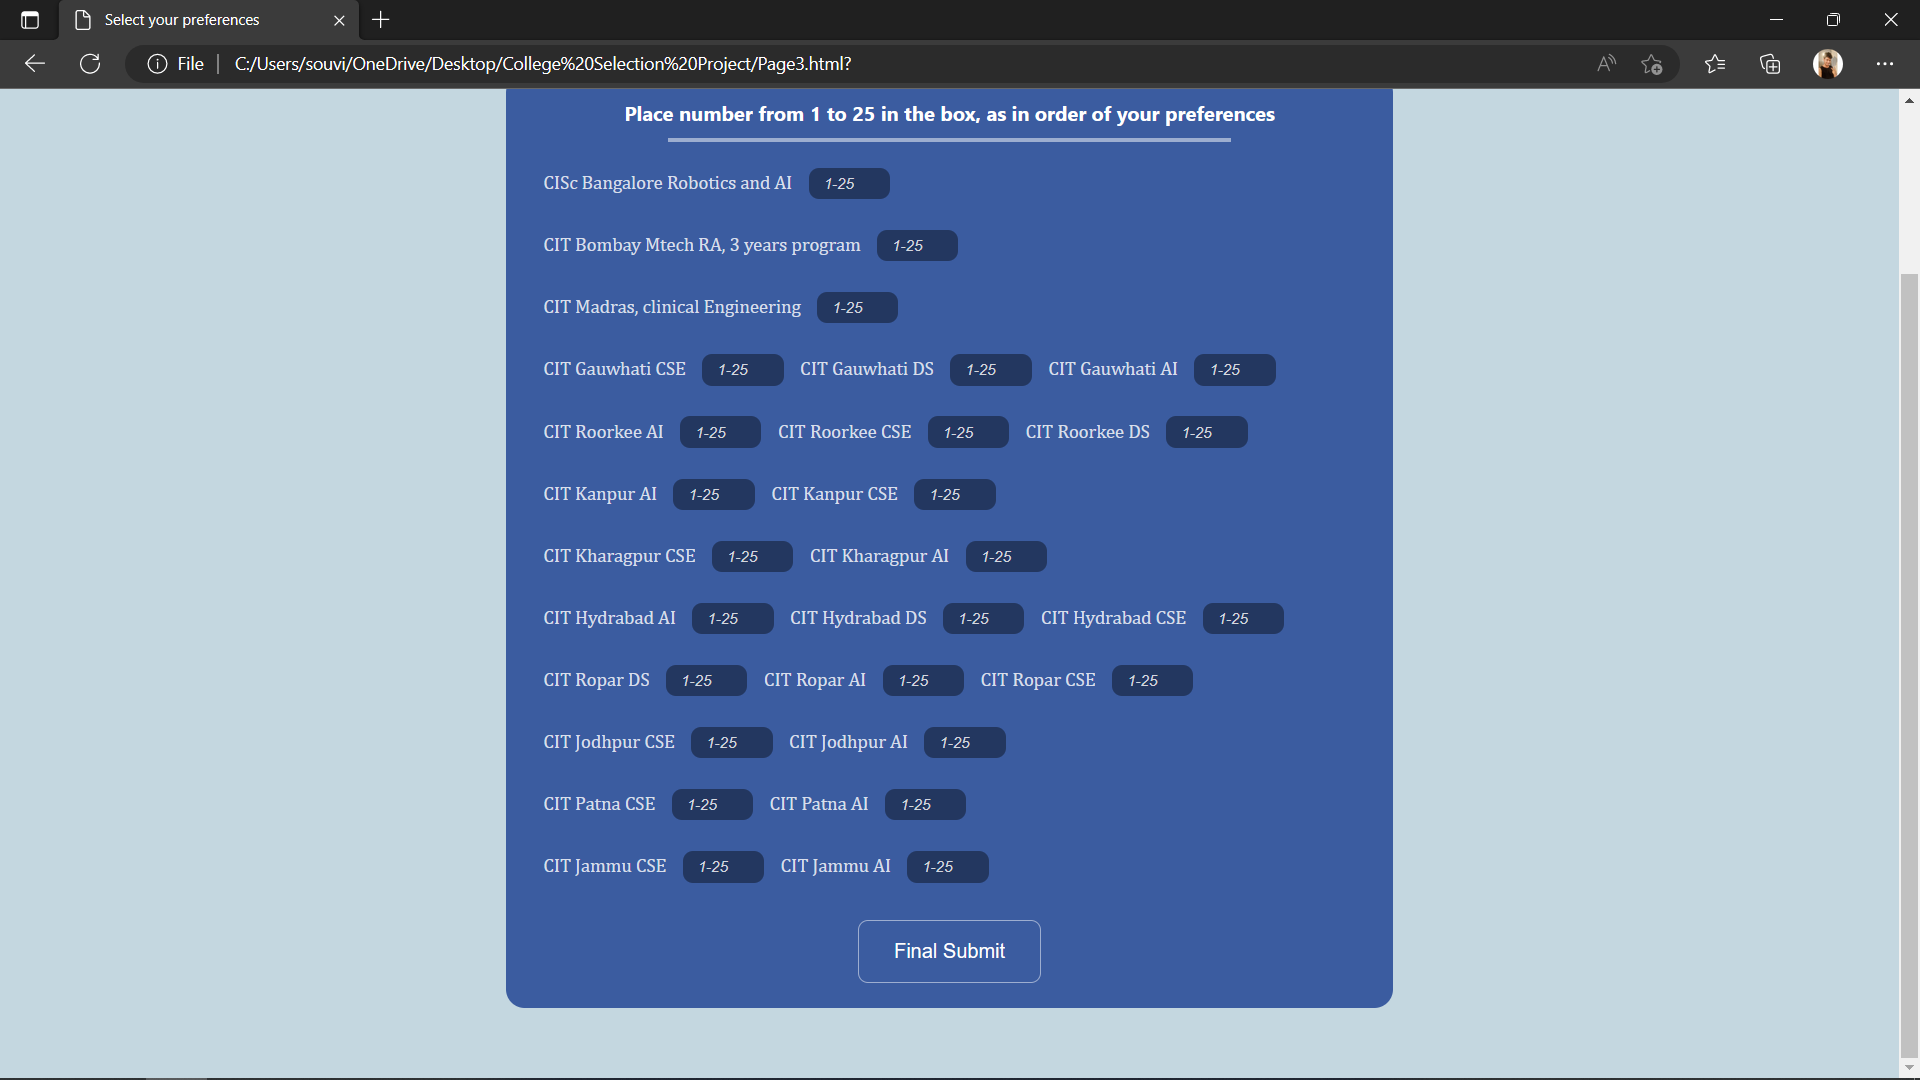 Select your preferences
File C:/Users/souvi/OneDrive/Desktop/College%20Selection%20Project/Page3.html?
Place number from 1 to 25 in the box, as in order of your preferences
CISc Bangalore Robotics and AI 1-25
CIT Bombay Mtech RA, 3 years program 1-25
CIT Madras, clinical Engineering 1-25
CIT Gauwhati CSE 1-25 CIT Gauwhati DS 1-25 CIT Gauwhati AI 1-25
CIT Roorkee AI 1-25 CIT Roorkee CSE 1-25 CIT Roorkee DS 1-25
CIT Kanpur AI 1-25 CIT Kanpur CSE 1-25
CIT Kharagpur CSE 1-25 CIT Kharagpur AI 1-25
CIT Hydrabad AI 1-25 CIT Hydrabad DS 1-25 CIT Hydrabad CSE 1-25
CIT Ropar DS 1-25 CIT Ropar AI 1-25 CIT Ropar CSE 1-25
CIT Jodhpur CSE 1-25 CIT Jodhpur AI 1-25
CIT Patna CSE 1-25 CIT Patna AI 1-25
CIT Jammu CSE 1-25 CIT Jammu AI 1-25
Final Submit